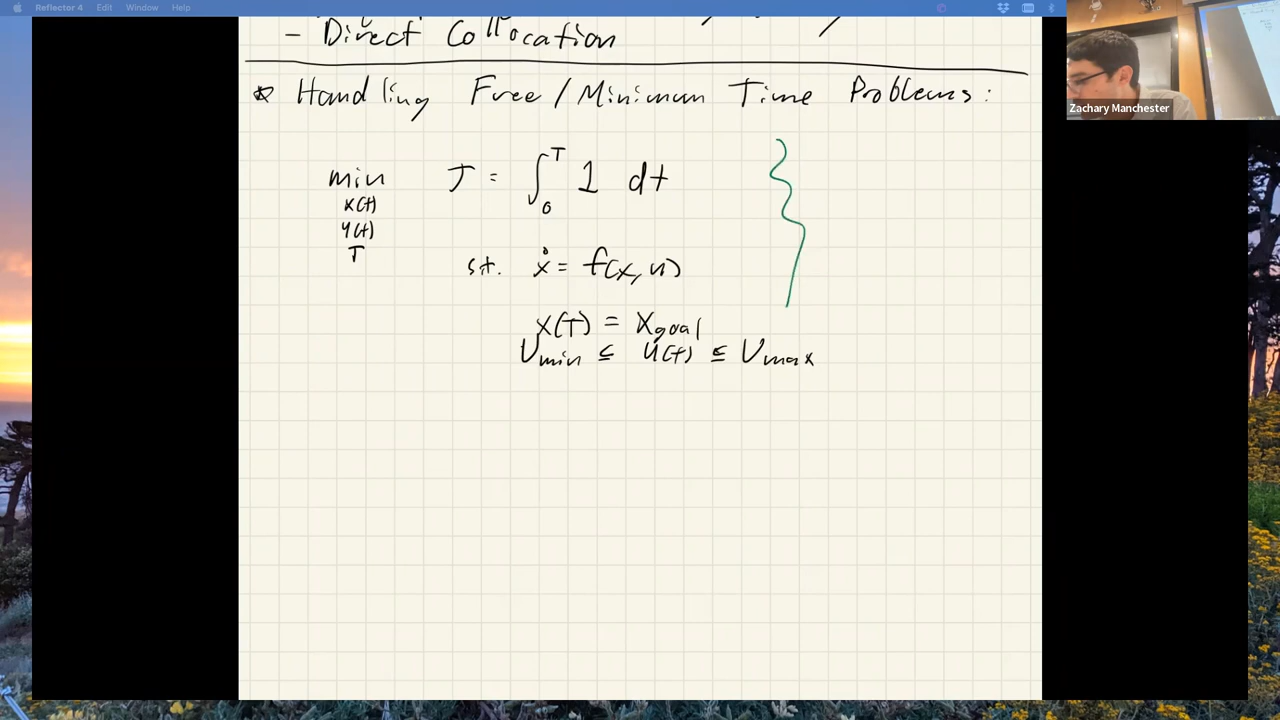 Reflector 4 Edit Window Help
- Direct Collocation
* Handling Free / Minimum Time Problems:
min J = ∫₀ᵀ 1 dt
x(t)
u(t)
T
s.t. ẋ = f(x, u)
x(T) = x_goal
U_min ≤ u(t) ≤ U_max
Zachary Manchester